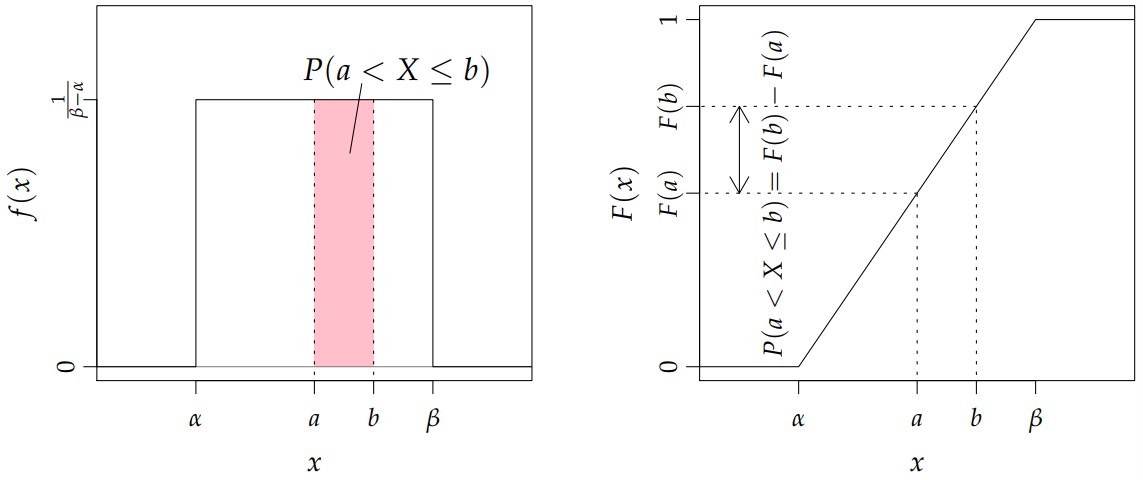 P(a < X ≤ b)
1/(β−α)
f(x)
0
α a b β
x
P(a < X ≤ b) = F(b) − F(a)
1
F(b)
F(a)
F(x)
0
α a b β
x